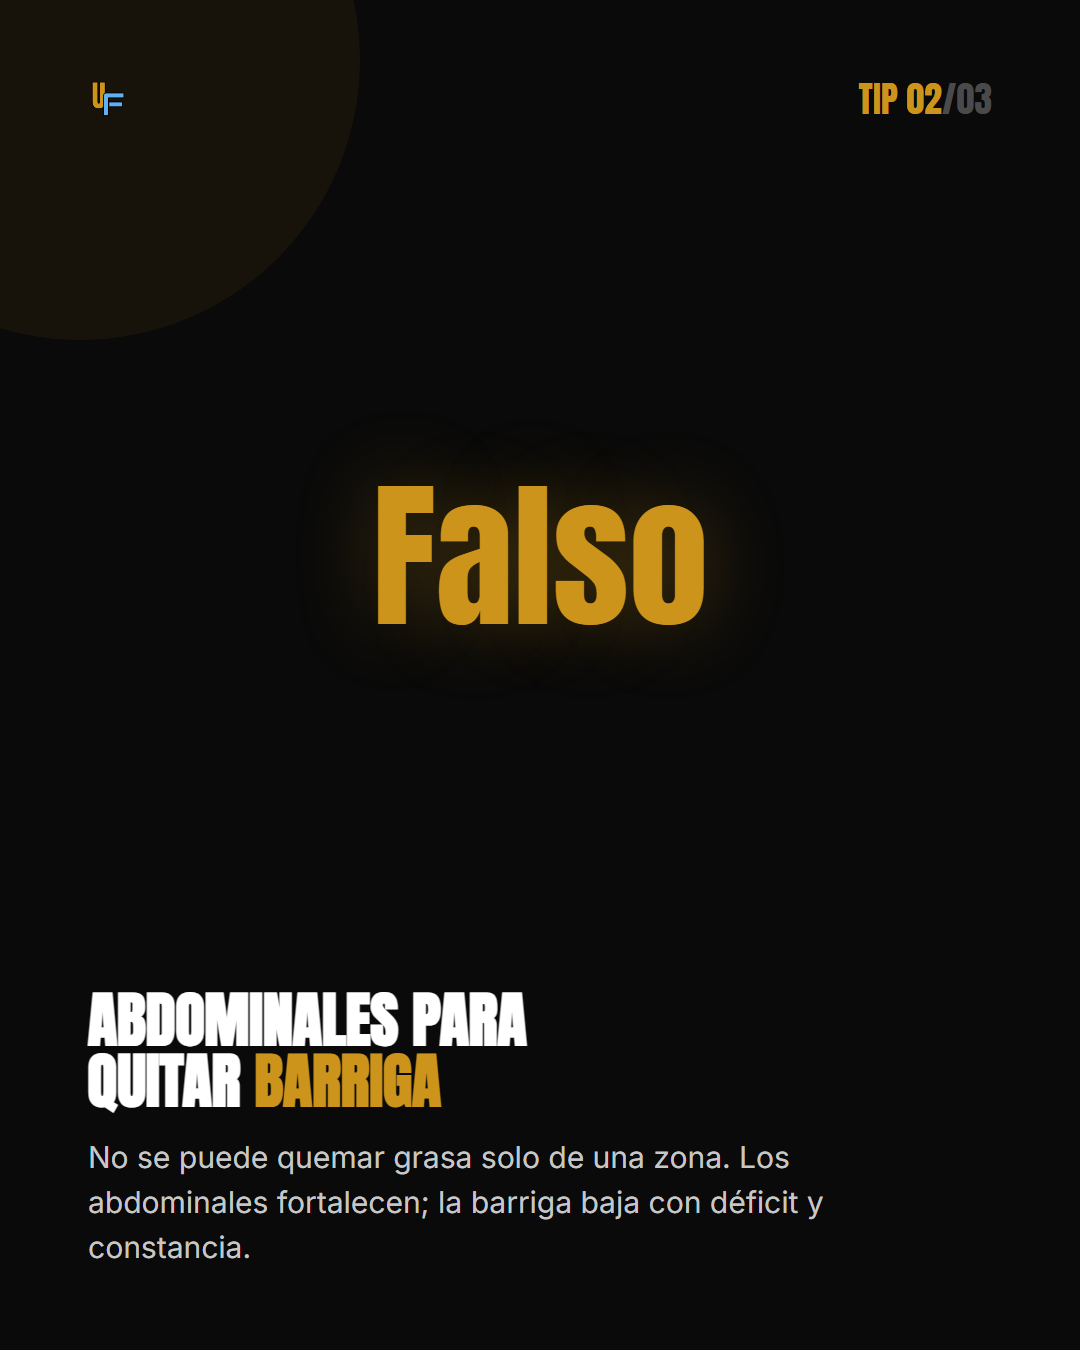 UF
TIP 02/03
Falso
ABDOMINALES PARA
QUITAR BARRIGA
No se puede quemar grasa solo de una zona. Los
abdominales fortalecen; la barriga baja con déficit y
constancia.